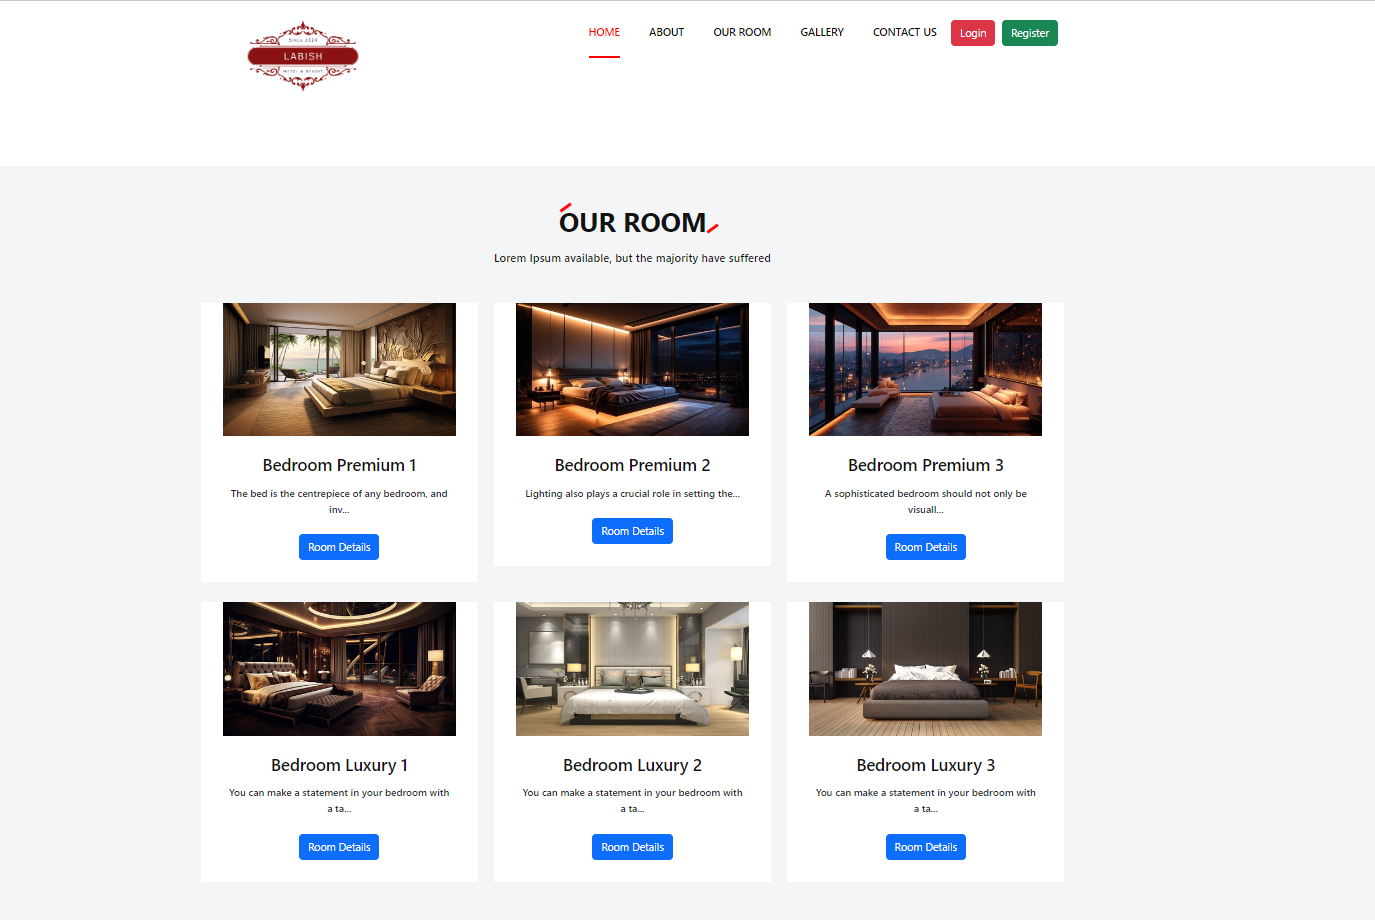 Since 2024
LABISH
HOTEL & RESORT
HOME ABOUT OUR ROOM GALLERY CONTACT US Login Register
OUR ROOM
Lorem Ipsum available, but the majority have suffered
Bedroom Premium 1
The bed is the centrepiece of any bedroom, and
inv...
Room Details
Bedroom Premium 2
Lighting also plays a crucial role in setting the...
Room Details
Bedroom Premium 3
A sophisticated bedroom should not only be
visuall...
Room Details
Bedroom Luxury 1
You can make a statement in your bedroom with
a ta...
Room Details
Bedroom Luxury 2
You can make a statement in your bedroom with
a ta...
Room Details
Bedroom Luxury 3
You can make a statement in your bedroom with
a ta...
Room Details